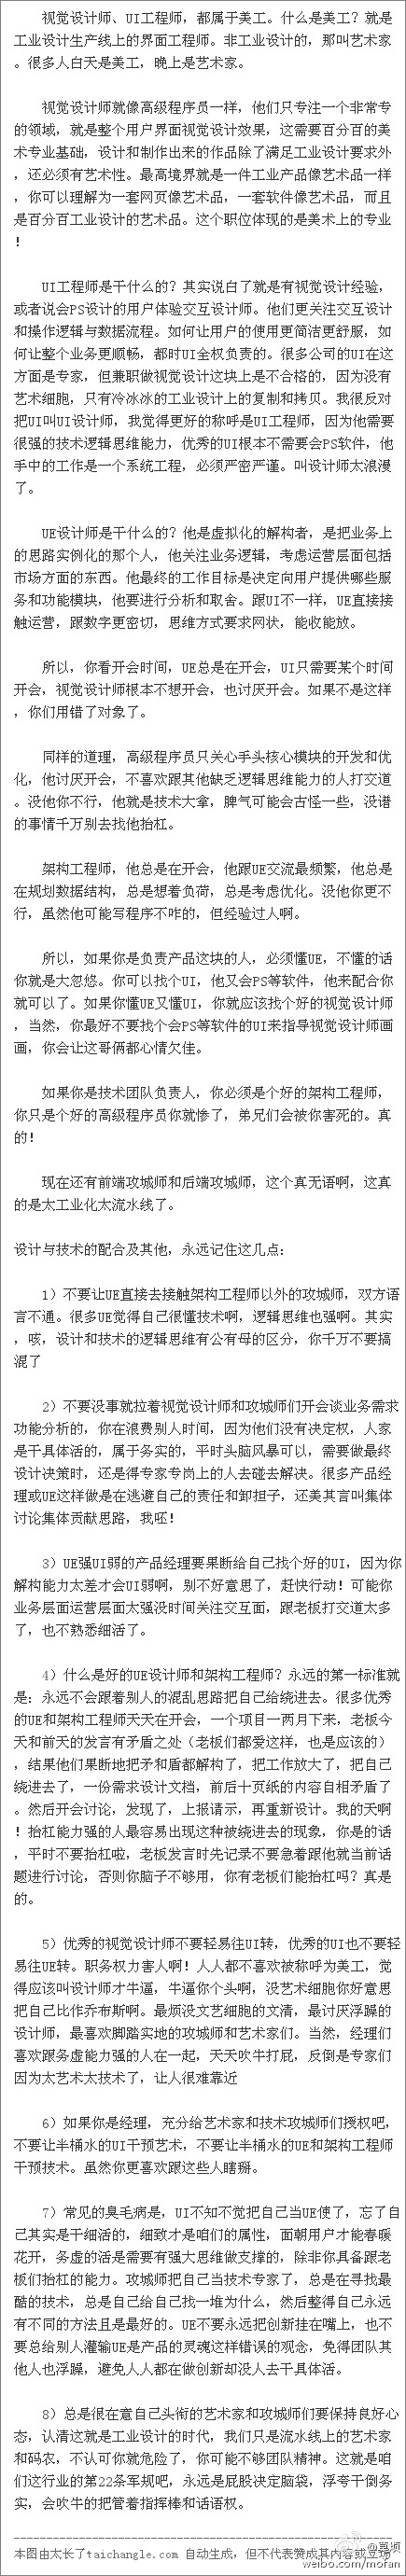 视觉设计师、UI工程师，都属于美工。什么是美工？就是
工业设计生产线上的界面工程师。非工业设计的，那叫艺术家
。很多人白天是美工，晚上是艺术家。
视觉设计师就像高级程序员一样，他们只专注一个非常专
的领域，就是整个用户界面视觉设计效果，这需要百分百的美
术专业基础，设计和制作出来的作品除了满足工业设计要求外
，还必须有艺术性。最高境界就是一件工业产品像艺术品一样
，你可以理解为一套网页像艺术品，一套软件像艺术品，而且
是百分百工业设计的艺术品。这个职位体现的是美术上的专业
！
UI工程师是干什么的？其实说白了就是有视觉设计经验，
或者说会PS设计的用户体验交互设计师。他们更关注交互设计
和操作逻辑与数据流程。如何让用户的使用更简洁更舒服，如
何让整个业务更顺畅，都时UI全权负责的。很多公司的UI在这
方面是专家，但兼职做视觉设计这块上是不合格的，因为没有
艺术细胞，只有冷冰冰的工业设计上的复制和拷贝。我很反对
把UI叫UI设计师，我觉得更好的称呼是UI工程师，因为他需要
很强的技术逻辑思维能力，优秀的UI根本不需要会PS软件，他
手中的工作是一个系统工程，必须严密严谨。叫设计师太浪漫
了。
UE设计师是干什么的？他是虚拟化的解构者，是把业务上
的思路实例化的那个人，他关注业务逻辑，考虑运营层面包括
市场方面的东西。他最终的工作目标是决定向用户提供哪些服
务和功能模块，他要进行分析和取舍。跟UI不一样，UE直接接
触运营，跟数字更密切，思维方式要求网状，能收能放。
所以，你看开会时间，UE总是在开会，UI只需要某个时间
开会，视觉设计师根本不想开会，也讨厌开会。如果不是这样
，你们用错了对象了。
同样的道理，高级程序员只关心手头核心模块的开发和优
化，他讨厌开会，不喜欢跟其他缺乏逻辑思维能力的人打交道
。没他你不行，他就是技术大拿，脾气可能会古怪一些，没谱
的事情千万别去找他抬杠。
架构工程师，他总是在开会，他跟UE交流最频繁，他总是
在规划数据结构，总是想着负荷，总是考虑优化。没他你更不
行，虽然他可能写程序不咋的，但经验过人啊。
所以，如果你是负责产品这块的人，必须懂UE，不懂的话
你就是大忽悠。你可以找个UI，他又会PS等软件，他来配合你
就可以了。如果你懂UE又懂UI，你就应该找个好的视觉设计师
，当然，你最好不要找个会PS等软件的UI来指导视觉设计师画
画，你会让这哥俩都心情欠佳。
如果你是技术团队负责人，你必须是个好的架构工程师，
你只是个好的高级程序员你就惨了，弟兄们会被你害死的。真
的！
现在还有前端攻城师和后端攻城师，这个真无语啊，这真
的是太工业化太流水线了。
设计与技术的配合及其他，永远记住这几点：
1）不要让UE直接去接触架构工程师以外的攻城师，双方语
言不通。很多UE觉得自己很懂技术啊，逻辑思维也强啊。其实
，咳，设计和技术的逻辑思维有公有母的区分，你千万不要搞
混了
2）不要没事就拉着视觉设计师和攻城师们开会谈业务需求
功能分析的，你在浪费别人时间，因为他们没有决定权，人家
是干具体活的，属于务实的，平时头脑风暴可以，需要做最终
设计决策时，还是得专家专岗上的人去碰去解决。很多产品经
理或UE这样做是在逃避自己的责任和卸担子，还美其言叫集体
讨论集体贡献思路，我呸！
3）UE强UI弱的产品经理要果断给自己找个好的UI，因为你
解构能力太差才会UI弱啊，别不好意思了，赶快行动！可能你
业务层面运营层面太强没时间关注交互面，跟老板打交道太多
了，也不熟悉细活了。
4）什么是好的UE设计师和架构工程师？永远的第一标准就
是：永远不会跟着别人的混乱思路把自己给绕进去。很多优秀
的UE和架构工程师天天在开会，一个项目一两月下来，老板今
天和前天的发言有矛盾之处（老板们都爱这样，也是应该的）
，结果他们果断地把矛和盾都解构了，把工作放大了，把自己
绕进去了，一份需求设计文档，前后十页纸的内容自相矛盾了
。然后开会讨论，发现了，上报请示，再重新设计。我的天啊
！抬杠能力强的人最容易出现这种被绕进去的现象，你是的话
，平时不要抬杠啦，老板发言时先记录不要急着跟他就当前话
题进行讨论，否则你脑子不够用，你有老板们能抬杠吗？真是
的。
5）优秀的视觉设计师不要轻易往UI转，优秀的UI也不要轻
易往UE转。职务权力害人啊！人人都不喜欢被称呼为美工，觉
得应该叫设计师才牛逼，牛逼你个头啊，没艺术细胞你好意思
把自己比作乔布斯啊。最烦没文艺细胞的文清，最讨厌浮躁的
设计师，最喜欢脚踏实地的攻城师和艺术家们。当然，经理们
喜欢跟务虚能力强的人在一起，天天吹牛打屁，反倒是专家们
因为太艺术太技术了，让人很难靠近
6）如果你是经理，充分给艺术家和技术攻城师们授权吧，
不要让半桶水的UI干预艺术，不要让半桶水的UE和架构工程师
干预技术。虽然你更喜欢跟这些人瞎掰。
7）常见的臭毛病是，UI不知不觉把自己当UE使了，忘了自
己其实是干细活的，细致才是咱们的属性，面朝用户才能春暖
花开，务虚的活是需要有强大思维做支撑的，除非你具备跟老
板们抬杠的能力。攻城师把自己当技术专家了，总是在寻找最
酷的技术，总是自己给自己找一堆为什么，然后整得自己永远
有不同的方法且是最好的。UE不要永远把创新挂在嘴上，也不
要总给别人灌输UE是产品的灵魂这样错误的观念，免得团队其
他人也浮躁，避免人人都在做创新却没人去干具体活。
8）总是很在意自己头衔的艺术家和攻城师们要保持良好心
态，认清这就是工业设计的时代，我们只是流水线上的艺术家
和码农，不认可你就危险了，你可能不够团队精神。这就是咱
们这行业的第22条军规吧，永远是屁股决定脑袋，浮夸干倒务
实，会吹牛的把管着指挥棒和话语权。
本图由太长了taichangle.com 自动生成，但不代表赞成其内容或立场
weibo.com/mofan